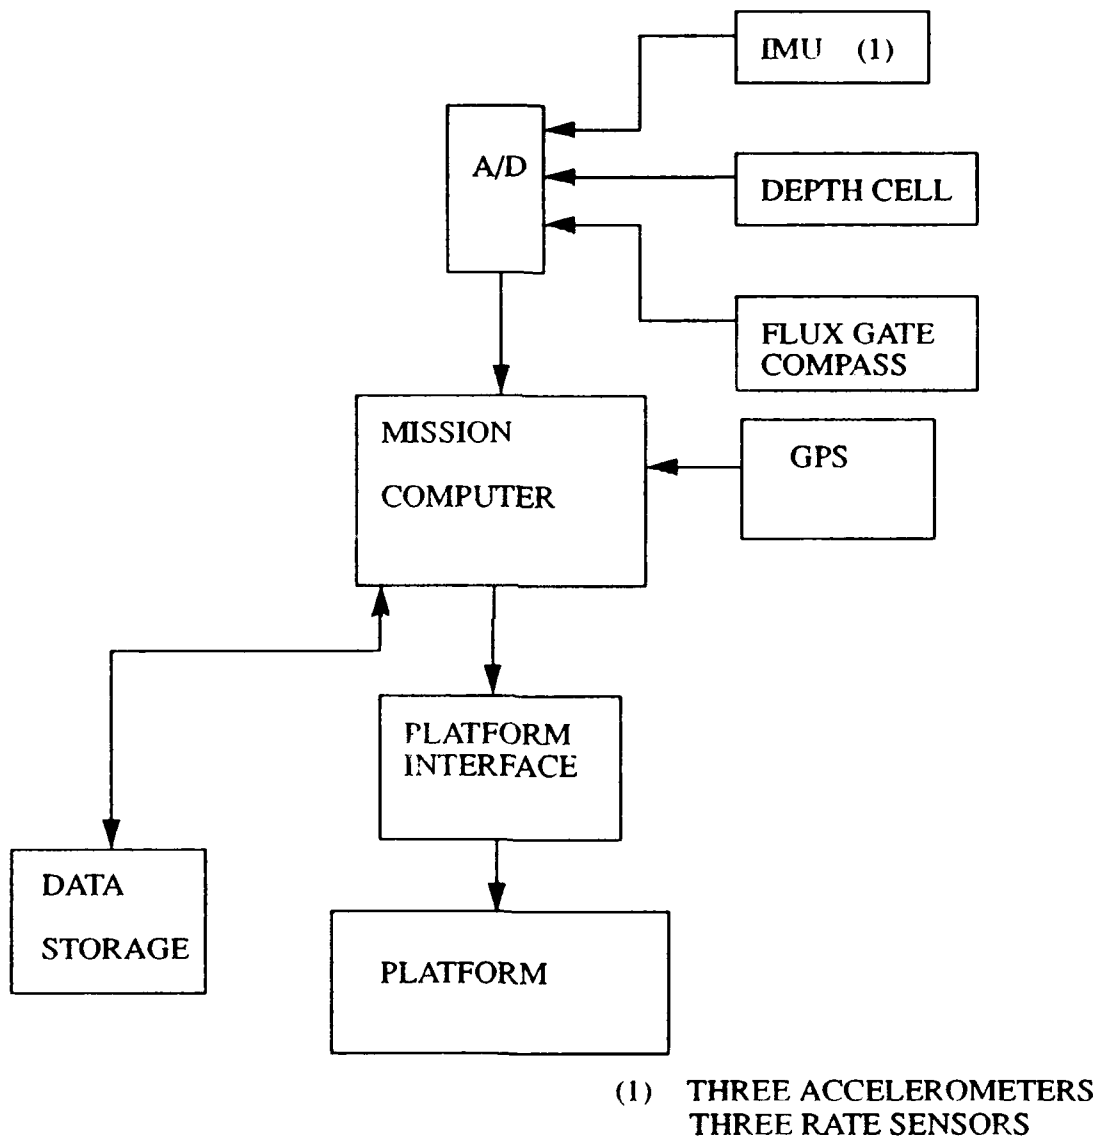 IMU (1)
A/D
DEPTH CELL
FLUX GATE
COMPASS
MISSION
COMPUTER
GPS
PLATFORM
INTERFACE
DATA
STORAGE
PLATFORM
(1) THREE ACCELEROMETERS
THREE RATE SENSORS